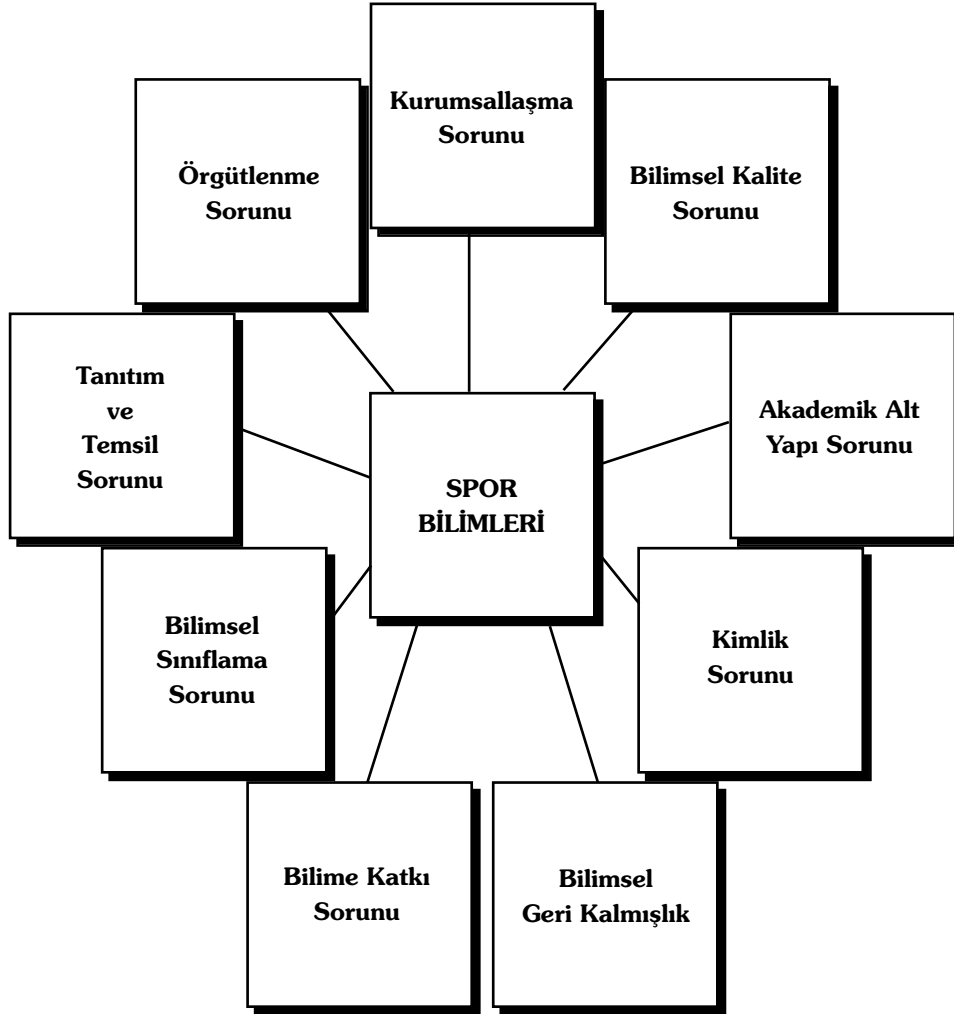 Kurumsallaşma
Sorunu
Örgütlenme
Sorunu
Bilimsel Kalite
Sorunu
Tanıtım
ve
Temsil
Sorunu
Akademik Alt
Yapı Sorunu
SPOR
BİLİMLERİ
Bilimsel
Sınıflama
Sorunu
Kimlik
Sorunu
Bilime Katkı
Sorunu
Bilimsel
Geri Kalmışlık